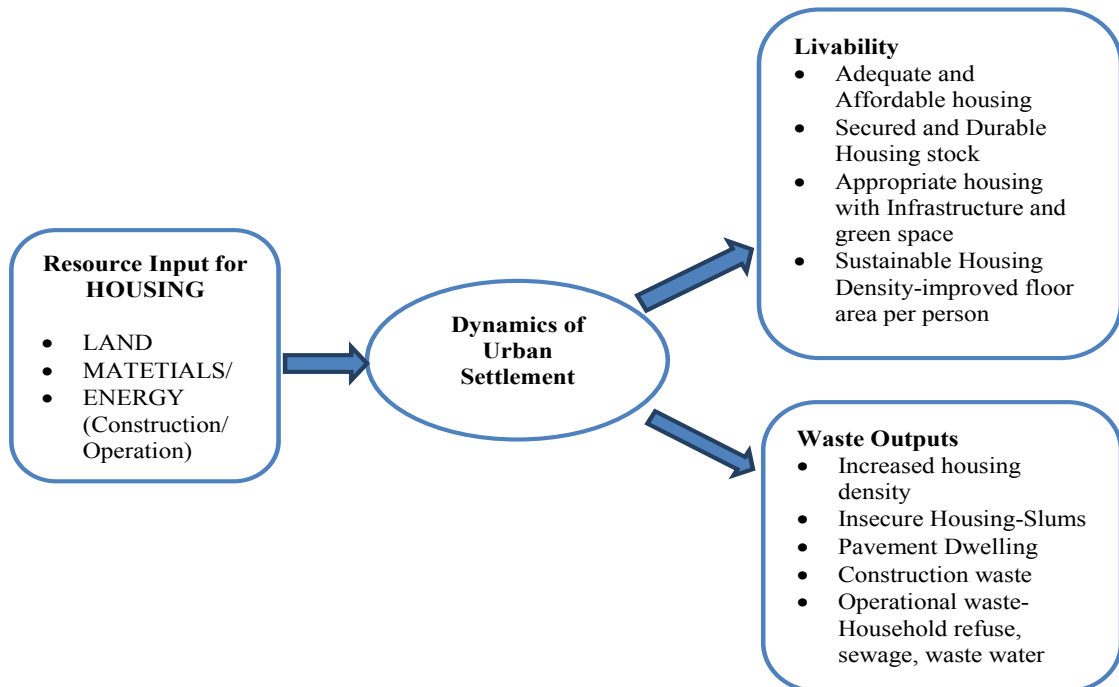 Resource Input for
HOUSING
• LAND
• MATETIALS/
• ENERGY
(Construction/
Operation)
Dynamics of
Urban
Settlement
Livability
• Adequate and
Affordable housing
• Secured and Durable
Housing stock
• Appropriate housing
with Infrastructure and
green space
• Sustainable Housing
Density-improved floor
area per person
Waste Outputs
• Increased housing
density
• Insecure Housing-Slums
• Pavement Dwelling
• Construction waste
• Operational waste-
Household refuse,
sewage, waste water